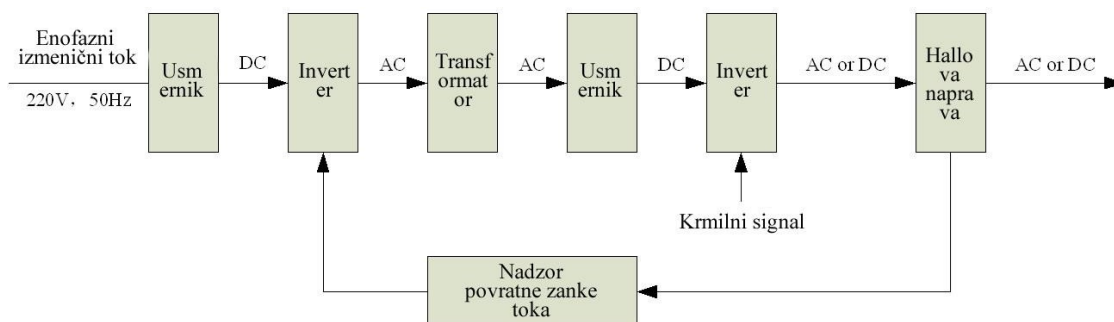 Enofazni
izmenični tok
220V, 50Hz
Usm
ernik
DC
Invert
er
AC
Transf
ormat
or
AC
Usm
ernik
DC
Invert
er
AC or DC
Hallo
va
napra
va
AC or DC
Krmilni signal
Nadzor
povratne zanke
toka